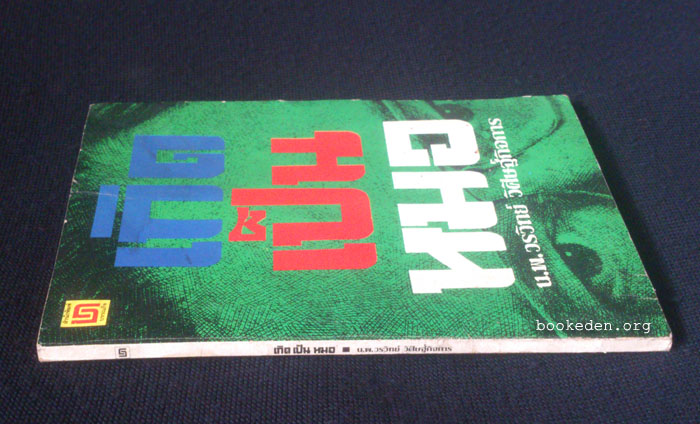 เกิด
เป็น
หมอ
น.พ.วรวิทย์ วิศิษฐ์กิจการ
bookeden.org
เกิด เป็น หมอ ■ น.พ.วรวิทย์ วิศิษฐ์กิจการ